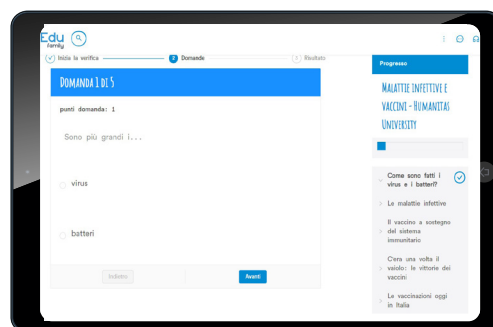 Edu
family
Inizia la verifica
2 Domande
3 Risultato
DOMANDA 1 DI 5
punti domanda: 1
Sono più grandi i...
virus
batteri
Indietro
Avanti
Progresso
MALATTIE INFETTIVE E
VACCINI - HUMANITAS
UNIVERSITY
Come sono fatti i
virus e i batteri?
Le malattie infettive
Il vaccino a sostegno
del sistema
immunitario
C'era una volta il
vaiolo: le vittorie dei
vaccini
Le vaccinazioni oggi
in Italia